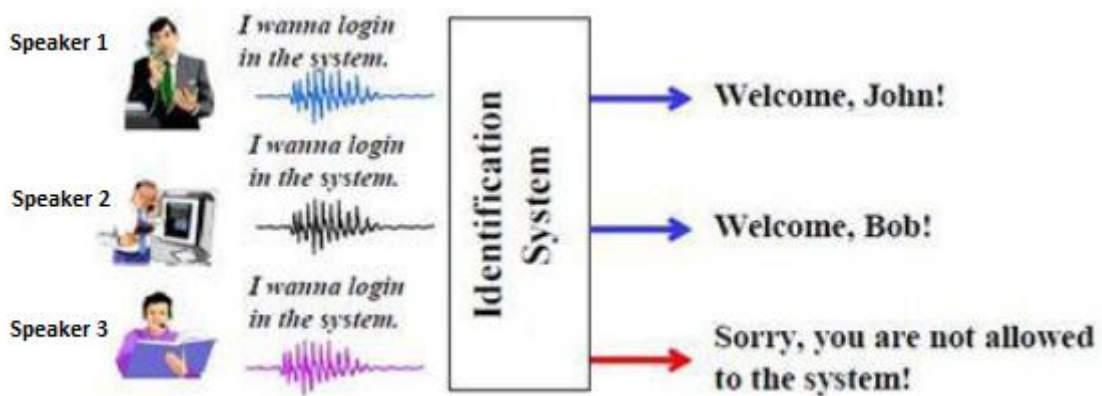 Speaker 1
I wanna login
in the system.
Welcome, John!
Speaker 2
I wanna login
in the system.
Identification
System
Welcome, Bob!
Speaker 3
I wanna login
in the system.
Sorry, you are not allowed
to the system!